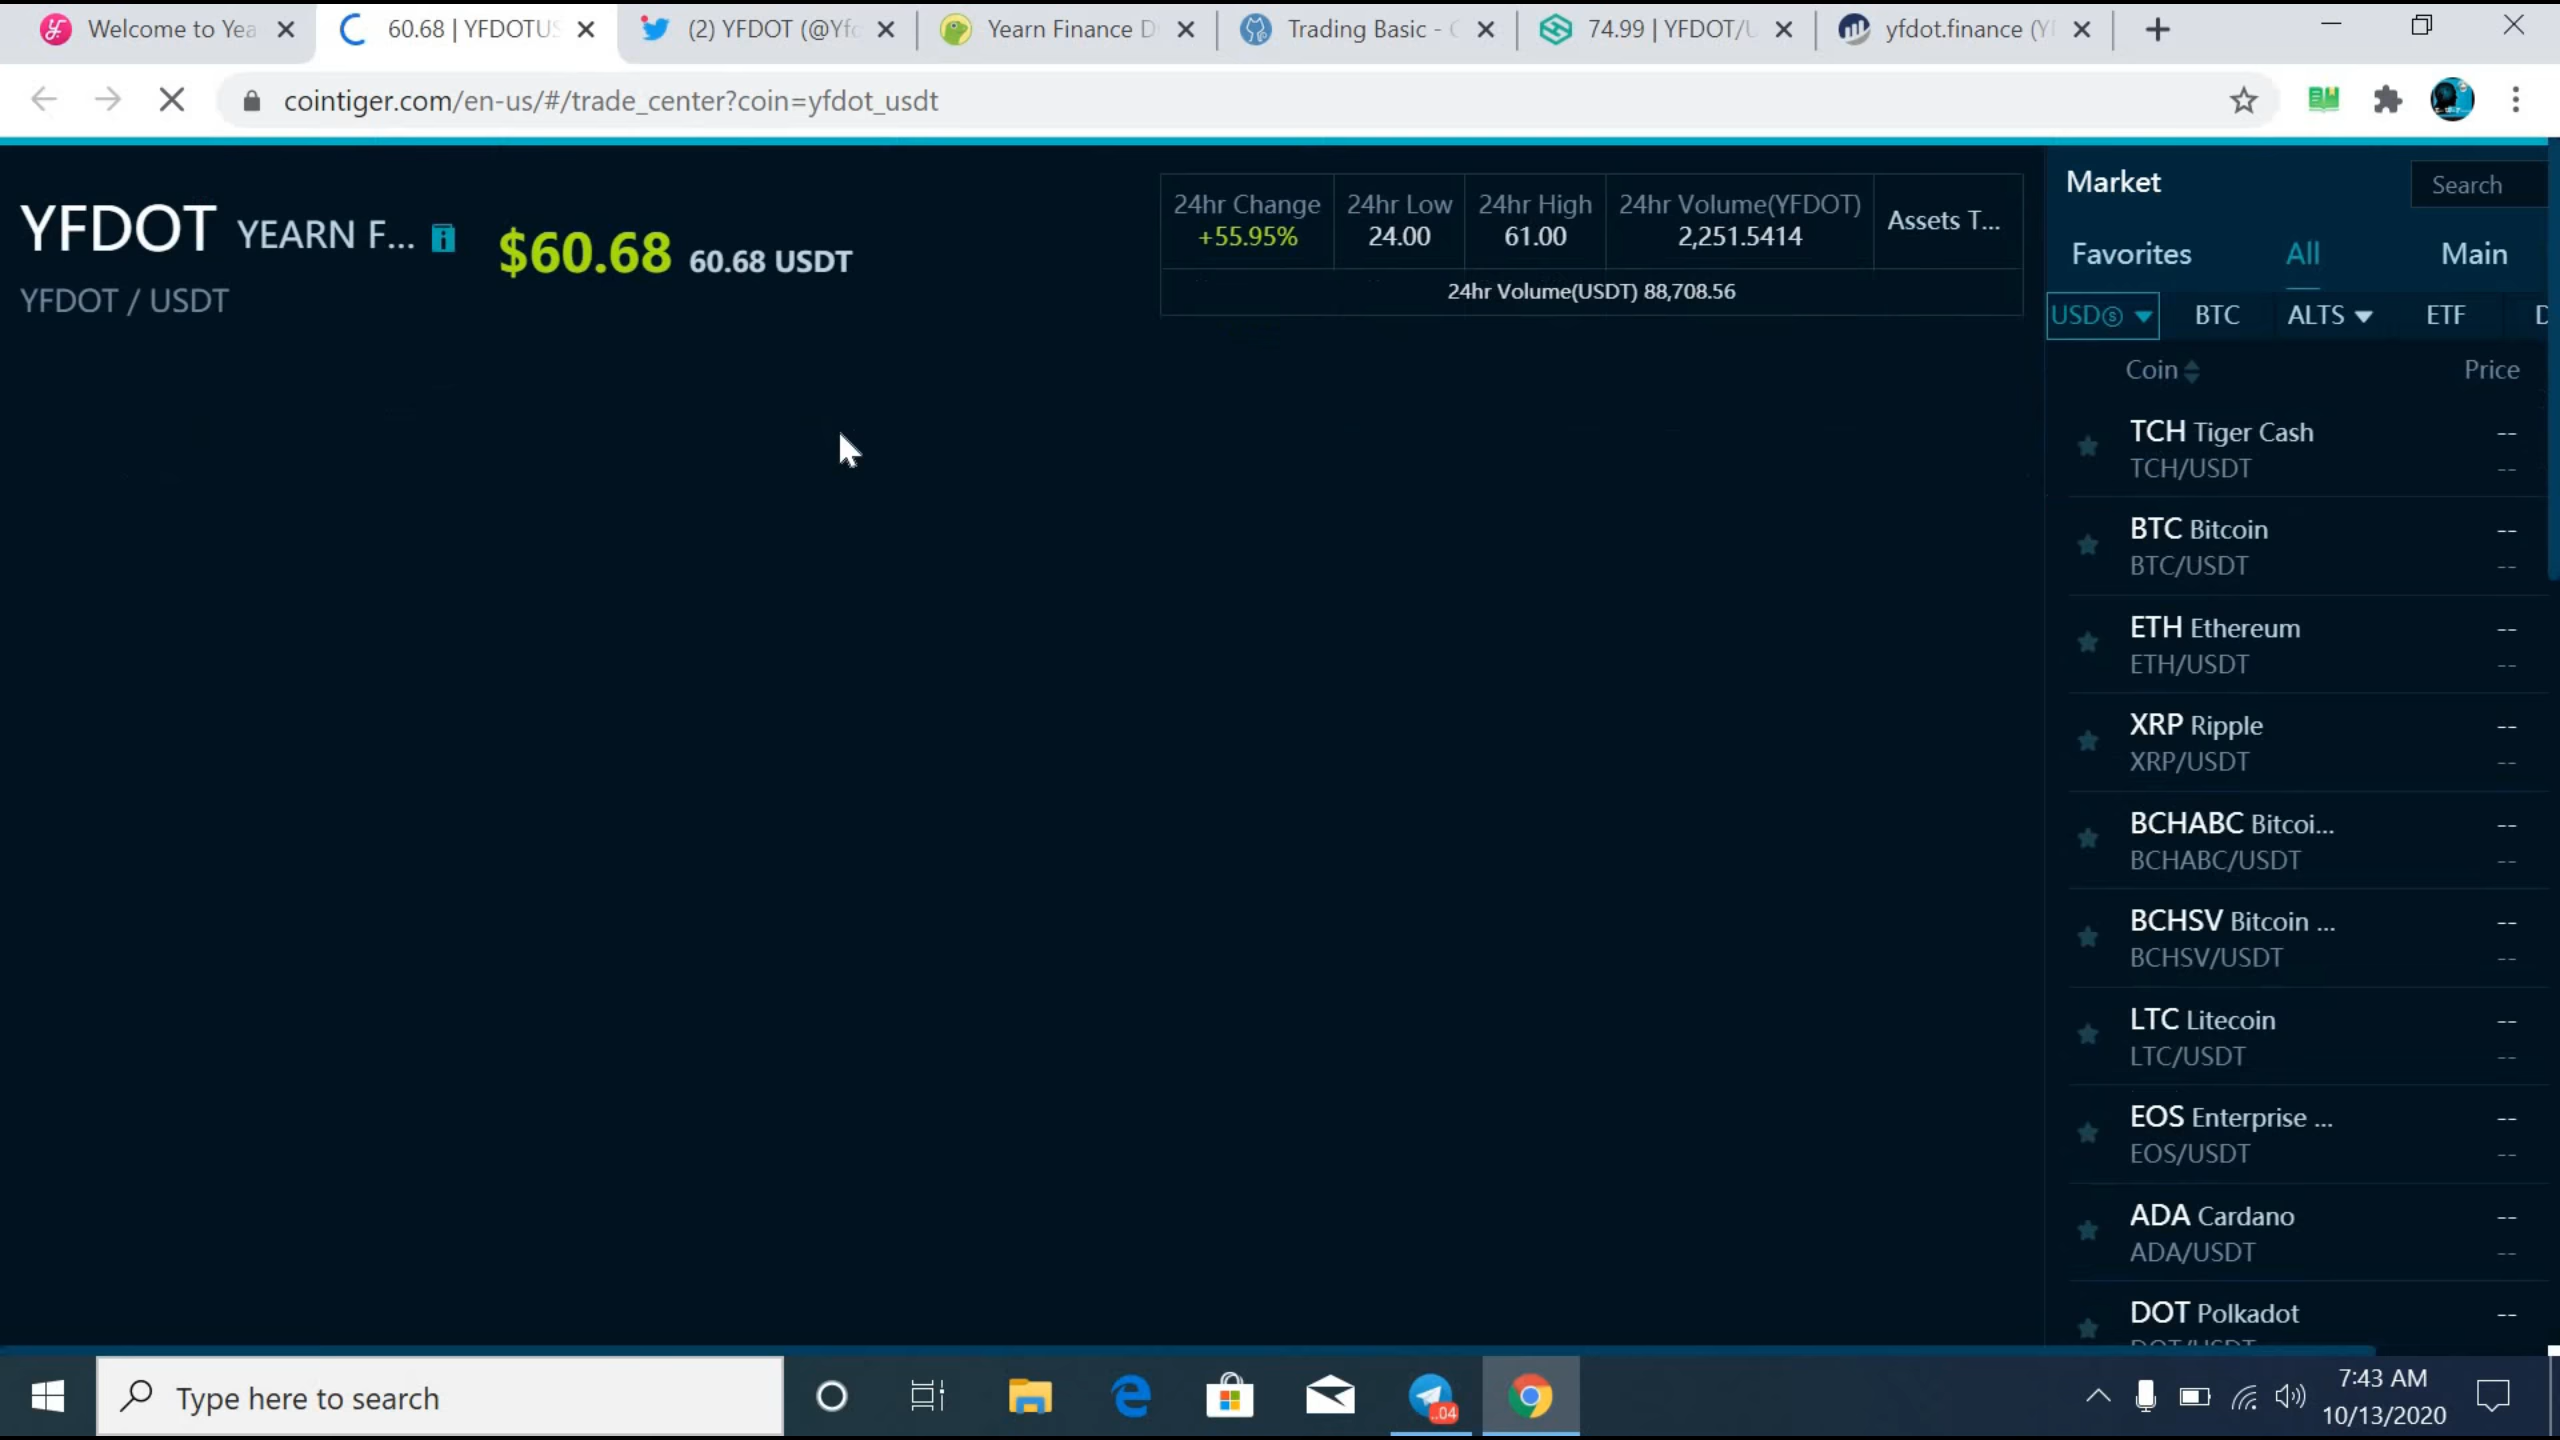 Welcome to Yea
60.68 | YFDOTUS
(2) YFDOT (@Yfd
Yearn Finance D
Trading Basic - C
74.99 | YFDOT/U
yfdot.finance (Y
cointiger.com/en-us/#/trade_center?coin=yfdot_usdt
YFDOT YEARN F...
$60.68 60.68 USDT
YFDOT / USDT
24hr Change
+55.95%
24hr Low
24.00
24hr High
61.00
24hr Volume(YFDOT)
2,251.5414
Assets T...
24hr Volume(USDT) 88,708.56
Market
Search
Favorites All Main
USDⓢ BTC ALTS ETF
Coin Price
TCH Tiger Cash --
TCH/USDT --
BTC Bitcoin --
BTC/USDT --
ETH Ethereum --
ETH/USDT --
XRP Ripple --
XRP/USDT --
BCHABC Bitcoi... --
BCHABC/USDT --
BCHSV Bitcoin ... --
BCHSV/USDT --
LTC Litecoin --
LTC/USDT --
EOS Enterprise ... --
EOS/USDT --
ADA Cardano --
ADA/USDT --
DOT Polkadot --
DOT/USDT --
Type here to search
..04
7:43 AM
10/13/2020